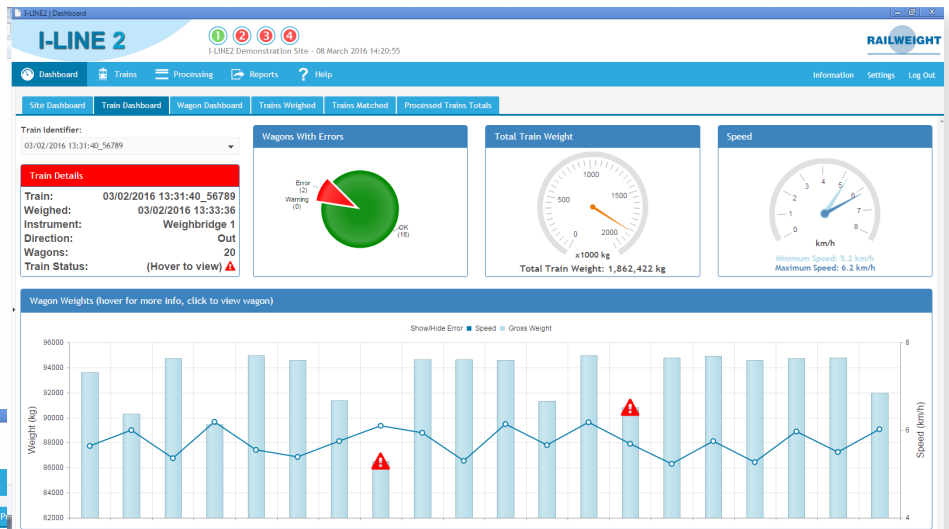 I-LINE2 | Dashboard
I-LINE 2
1 2 3 4
I-LINE2 Demonstration Site - 08 March 2016 14:20:55
RAILWEIGHT
Dashboard Trains Processing Reports ? Help
Information Settings Log Out
Site Dashboard Train Dashboard Wagon Dashboard Trains Weighed Trains Matched Processed Trains Totals
Train Identifier:
03/02/2016 13:31:40_56789
Train Details
Train: 03/02/2016 13:31:40_56789
Weighed: 03/02/2016 13:33:36
Instrument: Weighbridge 1
Direction: Out
Wagons: 20
Train Status: (Hover to view)
Wagons With Errors
Error
(2)
Warning
(0)
OK
(18)
Total Train Weight
0 500 1000 1500 2000
x1000 kg
Total Train Weight: 1,862,422 kg
Speed
0 1 2 3 4 5 6 7 8
km/h
Minimum Speed: 5.2 km/h
Maximum Speed: 6.2 km/h
Wagon Weights (hover for more info, click to view wagon)
Show/Hide Error Speed Gross Weight
Weight (kg)
96000
94000
92000
90000
88000
86000
84000
82000
8
6
4
Speed (km/h)